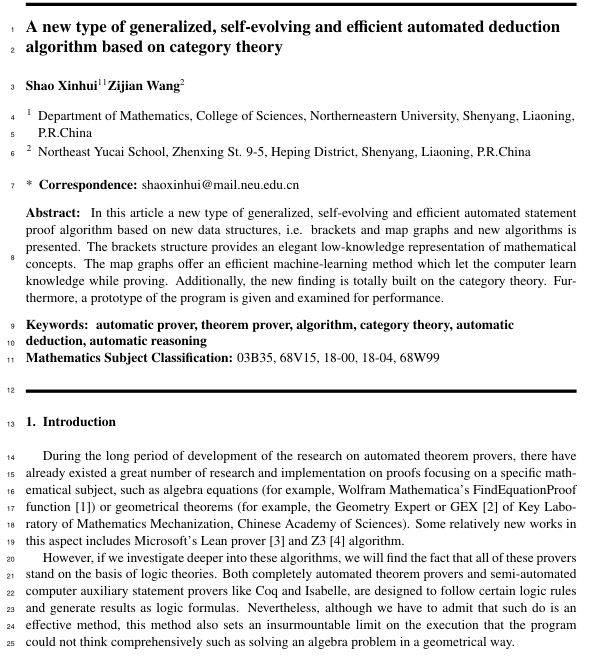 1 A new type of generalized, self-evolving and efficient automated deduction
2 algorithm based on category theory
3 Shao Xinhui¹¹Zijian Wang²
4 ¹ Department of Mathematics, College of Sciences, Northerneastern University, Shenyang, Liaoning,
5 P.R.China
6 ² Northeast Yucai School, Zhenxing St. 9-5, Heping District, Shenyang, Liaoning, P.R.China
7 * Correspondence: shaoxinhui@mail.neu.edu.cn
Abstract: In this article a new type of generalized, self-evolving and efficient automated statement
proof algorithm based on new data structures, i.e. brackets and map graphs and new algorithms is
presented. The brackets structure provides an elegant low-knowledge representation of mathematical
8 concepts. The map graphs offer an efficient machine-learning method which let the computer learn
knowledge while proving. Additionally, the new finding is totally built on the category theory. Fur-
thermore, a prototype of the program is given and examined for performance.
9 Keywords: automatic prover, theorem prover, algorithm, category theory, automatic
10 deduction, automatic reasoning
11 Mathematics Subject Classification: 03B35, 68V15, 18-00, 18-04, 68W99
12
13 1. Introduction
14 During the long period of development of the research on automated theorem provers, there have
15 already existed a great number of research and implementation on proofs focusing on a specific math-
16 ematical subject, such as algebra equations (for example, Wolfram Mathematica's FindEquationProof
17 function [1]) or geometrical theorems (for example, the Geometry Expert or GEX [2] of Key Labo-
18 ratory of Mathematics Mechanization, Chinese Academy of Sciences). Some relatively new works in
19 this aspect includes Microsoft's Lean prover [3] and Z3 [4] algorithm.
20 However, if we investigate deeper into these algorithms, we will find the fact that all of these provers
21 stand on the basis of logic theories. Both completely automated theorem provers and semi-automated
22 computer auxiliary statement provers like Coq and Isabelle, are designed to follow certain logic rules
23 and generate results as logic formulas. Nevertheless, although we have to admit that such do is an
24 effective method, this method also sets an insurmountable limit on the execution that the program
25 could not think comprehensively such as solving an algebra problem in a geometrical way.